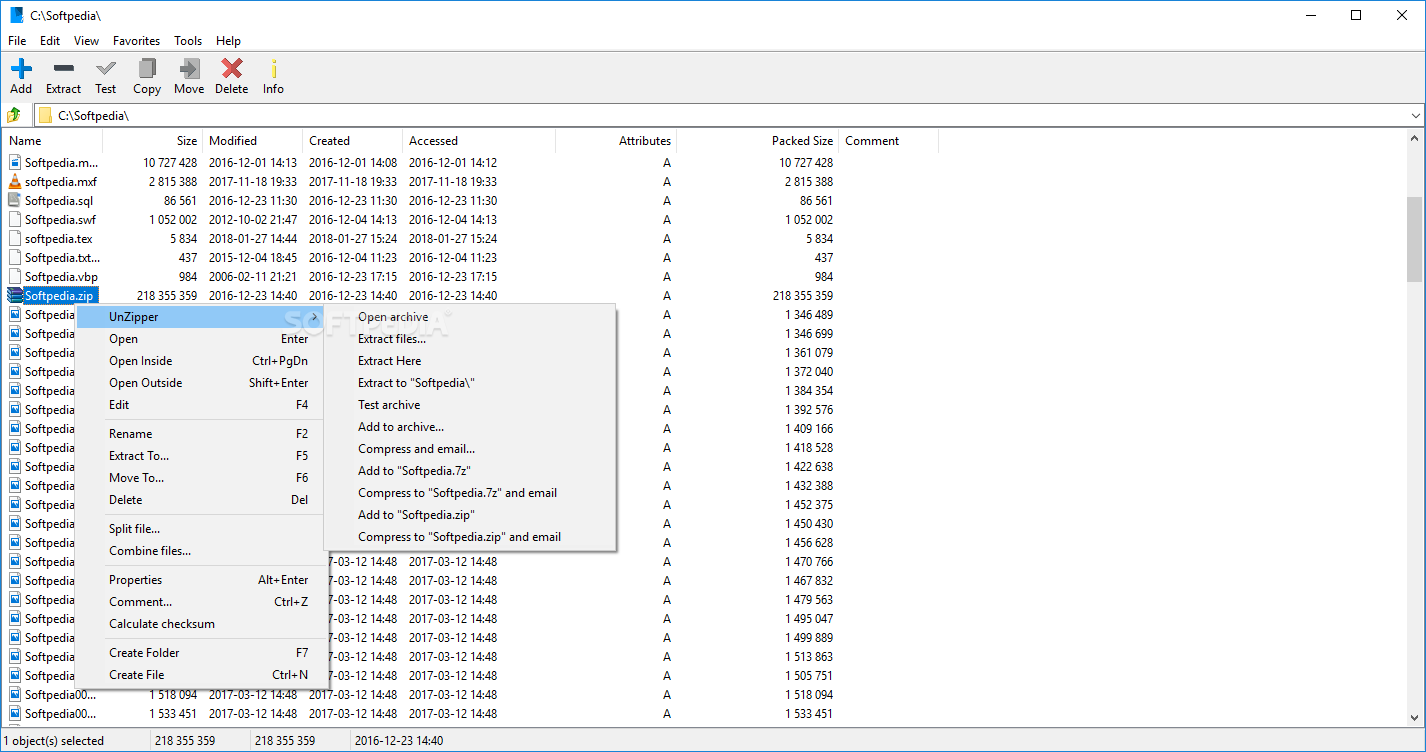 C:\Softpedia\
File Edit View Favorites Tools Help
Add Extract Test Copy Move Delete Info
C:\Softpedia\
Name Size Modified Created Accessed Attributes Packed Size Comment
Softpedia.m... 10 727 428 2016-12-01 14:13 2016-12-01 14:08 2016-12-01 14:12 A 10 727 428
softpedia.mxf 2 815 388 2017-11-18 19:33 2017-11-18 19:33 2017-11-18 19:33 A 2 815 388
Softpedia.sql 86 561 2016-12-23 11:30 2016-12-23 11:30 2016-12-23 11:30 A 86 561
Softpedia.swf 1 052 002 2012-10-02 21:47 2016-12-04 14:13 2016-12-04 14:13 A 1 052 002
softpedia.tex 5 834 2018-01-27 14:44 2018-01-27 15:24 2018-01-27 15:24 A 5 834
Softpedia.txt... 437 2015-12-04 18:45 2016-12-04 11:23 2016-12-04 11:23 A 437
Softpedia.vbp 984 2006-02-11 21:21 2016-12-23 17:15 2016-12-23 17:15 A 984
Softpedia.zip 218 355 359 2016-12-23 14:40 2016-12-23 14:40 2016-12-23 14:40 A 218 355 359
Softpedia A 1 346 489
Softpedia A 1 346 699
Softpedia A 1 361 079
Softpedia A 1 372 040
Softpedia A 1 384 354
Softpedia A 1 392 576
Softpedia A 1 409 166
Softpedia A 1 418 528
Softpedia A 1 422 638
Softpedia A 1 432 388
Softpedia A 1 452 375
Softpedia A 1 450 430
Softpedia A 1 456 628
Softpedia 7-03-12 14:48 2017-03-12 14:48 A 1 470 766
Softpedia 7-03-12 14:48 2017-03-12 14:48 A 1 467 832
Softpedia 7-03-12 14:48 2017-03-12 14:48 A 1 479 563
Softpedia 7-03-12 14:48 2017-03-12 14:48 A 1 495 047
Softpedia 7-03-12 14:48 2017-03-12 14:48 A 1 499 889
Softpedia 7-03-12 14:48 2017-03-12 14:48 A 1 513 863
Softpedia 7-03-12 14:48 2017-03-12 14:48 A 1 505 751
Softpedia00... 1 518 094 2017-03-12 14:48 2017-03-12 14:48 2017-03-12 14:48 A 1 518 094
Softpedia00... 1 533 451 2017-03-12 14:48 2017-03-12 14:48 2017-03-12 14:48 A 1 533 451
UnZipper
Open Enter
Open Inside Ctrl+PgDn
Open Outside Shift+Enter
Edit F4
Rename F2
Extract To... F5
Move To... F6
Delete Del
Split file...
Combine files...
Properties Alt+Enter
Comment... Ctrl+Z
Calculate checksum
Create Folder F7
Create File Ctrl+N
SOFTPEDIA®
Open archive
Extract files...
Extract Here
Extract to "Softpedia\"
Test archive
Add to archive...
Compress and email...
Add to "Softpedia.7z"
Compress to "Softpedia.7z" and email
Add to "Softpedia.zip"
Compress to "Softpedia.zip" and email
1 object(s) selected 218 355 359 218 355 359 2016-12-23 14:40